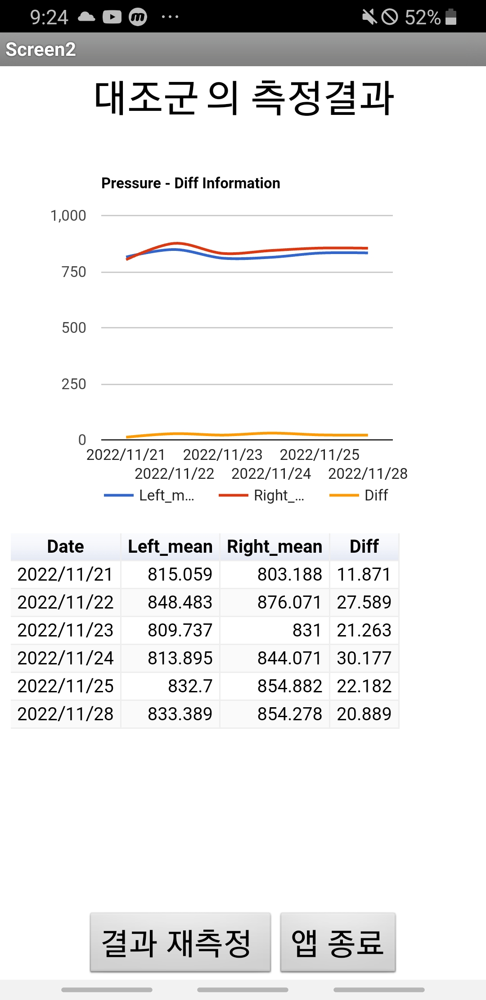 9:24 52%
Screen2
대조군 의 측정결과
Pressure - Diff Information
1,000
750
500
250
0
2022/11/21 2022/11/23 2022/11/25
2022/11/22 2022/11/24 2022/11/28
Left_m... Right_... Diff
Date Left_mean Right_mean Diff
2022/11/21 815.059 803.188 11.871
2022/11/22 848.483 876.071 27.589
2022/11/23 809.737 831 21.263
2022/11/24 813.895 844.071 30.177
2022/11/25 832.7 854.882 22.182
2022/11/28 833.389 854.278 20.889
결과 재측정 앱 종료